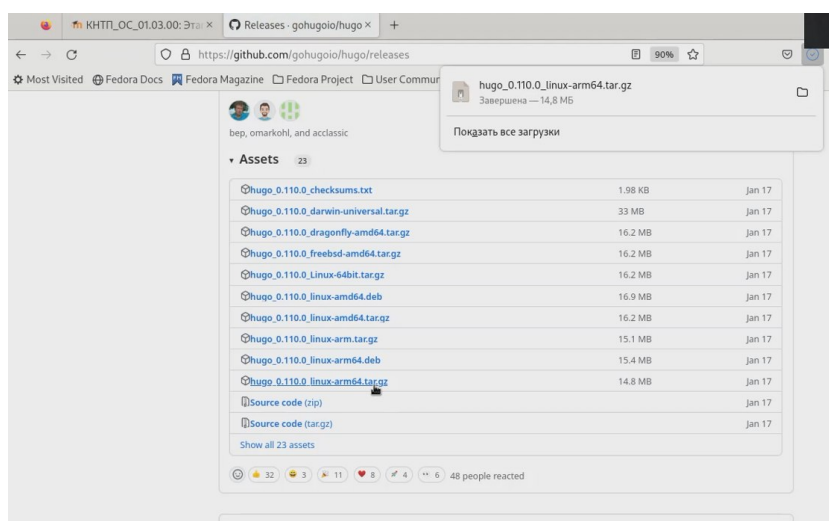 КНТП_ОС_01.03.00: Эта
Releases · gohugoio/hugo
https://github.com/gohugoio/hugo/releases
90%
Most Visited
Fedora Docs
Fedora Magazine
Fedora Project
User Commun
hugo_0.110.0_linux-arm64.tar.gz
Завершена — 14,8 МБ
Показать все загрузки
bep, omarkohl, and acclassic
Assets 23
hugo_0.110.0_checksums.txt 1.98 KB Jan 17
hugo_0.110.0_darwin-universal.tar.gz 33 MB Jan 17
hugo_0.110.0_dragonfly-amd64.tar.gz 16.2 MB Jan 17
hugo_0.110.0_freebsd-amd64.tar.gz 16.2 MB Jan 17
hugo_0.110.0_Linux-64bit.tar.gz 16.2 MB Jan 17
hugo_0.110.0_linux-amd64.deb 16.9 MB Jan 17
hugo_0.110.0_linux-amd64.tar.gz 16.2 MB Jan 17
hugo_0.110.0_linux-arm.tar.gz 15.1 MB Jan 17
hugo_0.110.0_linux-arm64.deb 15.4 MB Jan 17
hugo_0.110.0_linux-arm64.tar.gz 14.8 MB Jan 17
Source code (zip) Jan 17
Source code (tar.gz) Jan 17
Show all 23 assets
32 3 11 8 4 6 48 people reacted